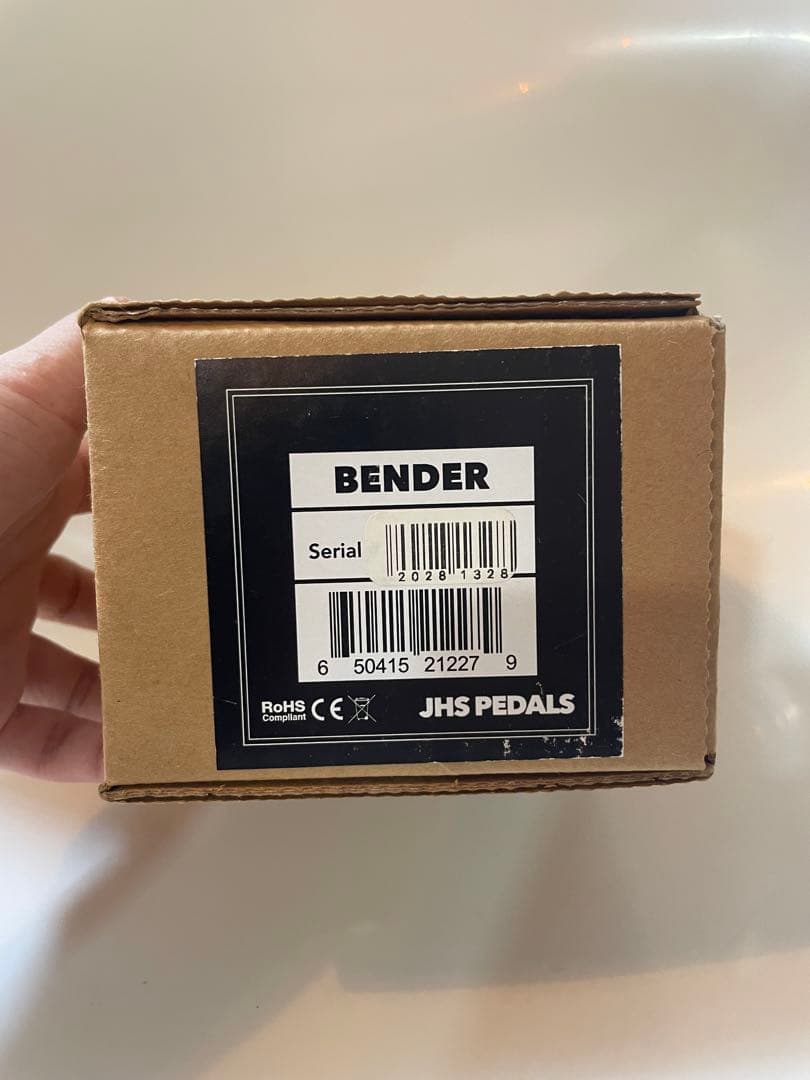 BENDER
Serial
2028 1328
6 50415 21227 9
RoHS
Compliant
CE
JHS PEDALS